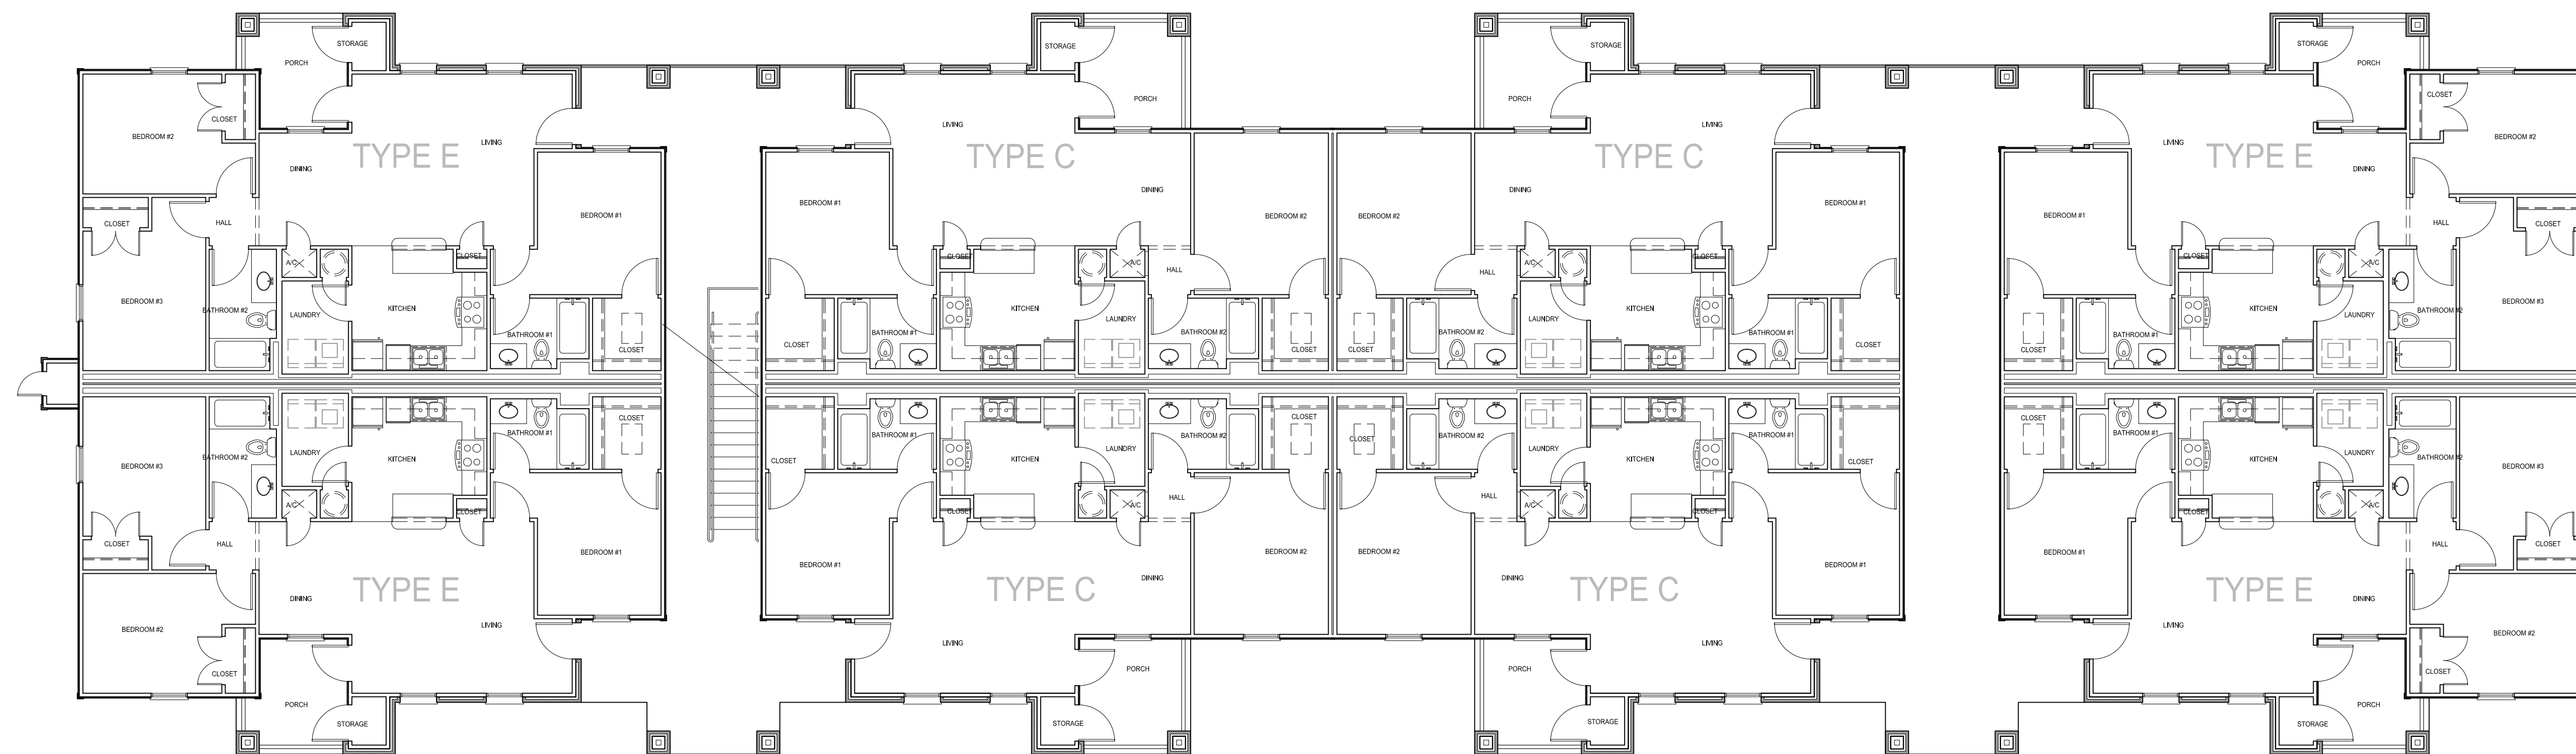 STORAGE
PORCH
BEDROOM #2
CLOSET
DINING
LIVING
TYPE E
CLOSET
HALL
BEDROOM #1
A/C
CLOSET
BEDROOM #3
BATHROOM #2
LAUNDRY
KITCHEN
BATHROOM #1
CLOSET
STORAGE
PORCH
LIVING
TYPE C
DINING
BEDROOM #1
BEDROOM #2
CLOSET
A/C
HALL
KITCHEN
LAUNDRY
BATHROOM #1
BATHROOM #2
CLOSET
CLOSET
STORAGE
PORCH
LIVING
TYPE C
DINING
BEDROOM #2
BEDROOM #1
HALL
A/C
CLOSET
LAUNDRY
KITCHEN
BATHROOM #2
BATHROOM #1
CLOSET
CLOSET
STORAGE
PORCH
CLOSET
BEDROOM #2
LIVING
TYPE E
DINING
BEDROOM #1
HALL
CLOSET
CLOSET
A/C
BEDROOM #3
KITCHEN
LAUNDRY
BATHROOM #2
BATHROOM #1
CLOSET
CLOSET
BATHROOM #1
BEDROOM #3
BATHROOM #2
LAUNDRY
KITCHEN
A/C
CLOSET
CLOSET
HALL
BEDROOM #1
TYPE E
DINING
LIVING
BEDROOM #2
CLOSET
PORCH
STORAGE
CLOSET
BATHROOM #1
BATHROOM #2
CLOSET
KITCHEN
LAUNDRY
CLOSET
A/C
HALL
BEDROOM #1
BEDROOM #2
TYPE C
DINING
LIVING
PORCH
STORAGE
CLOSET
BATHROOM #2
BATHROOM #1
LAUNDRY
KITCHEN
CLOSET
HALL
A/C
CLOSET
BEDROOM #2
BEDROOM #1
DINING
TYPE C
LIVING
PORCH
STORAGE
CLOSET
BATHROOM #1
KITCHEN
LAUNDRY
BATHROOM #2
BEDROOM #3
CLOSET
A/C
HALL
CLOSET
BEDROOM #1
TYPE E
DINING
LIVING
BEDROOM #2
CLOSET
PORCH
STORAGE